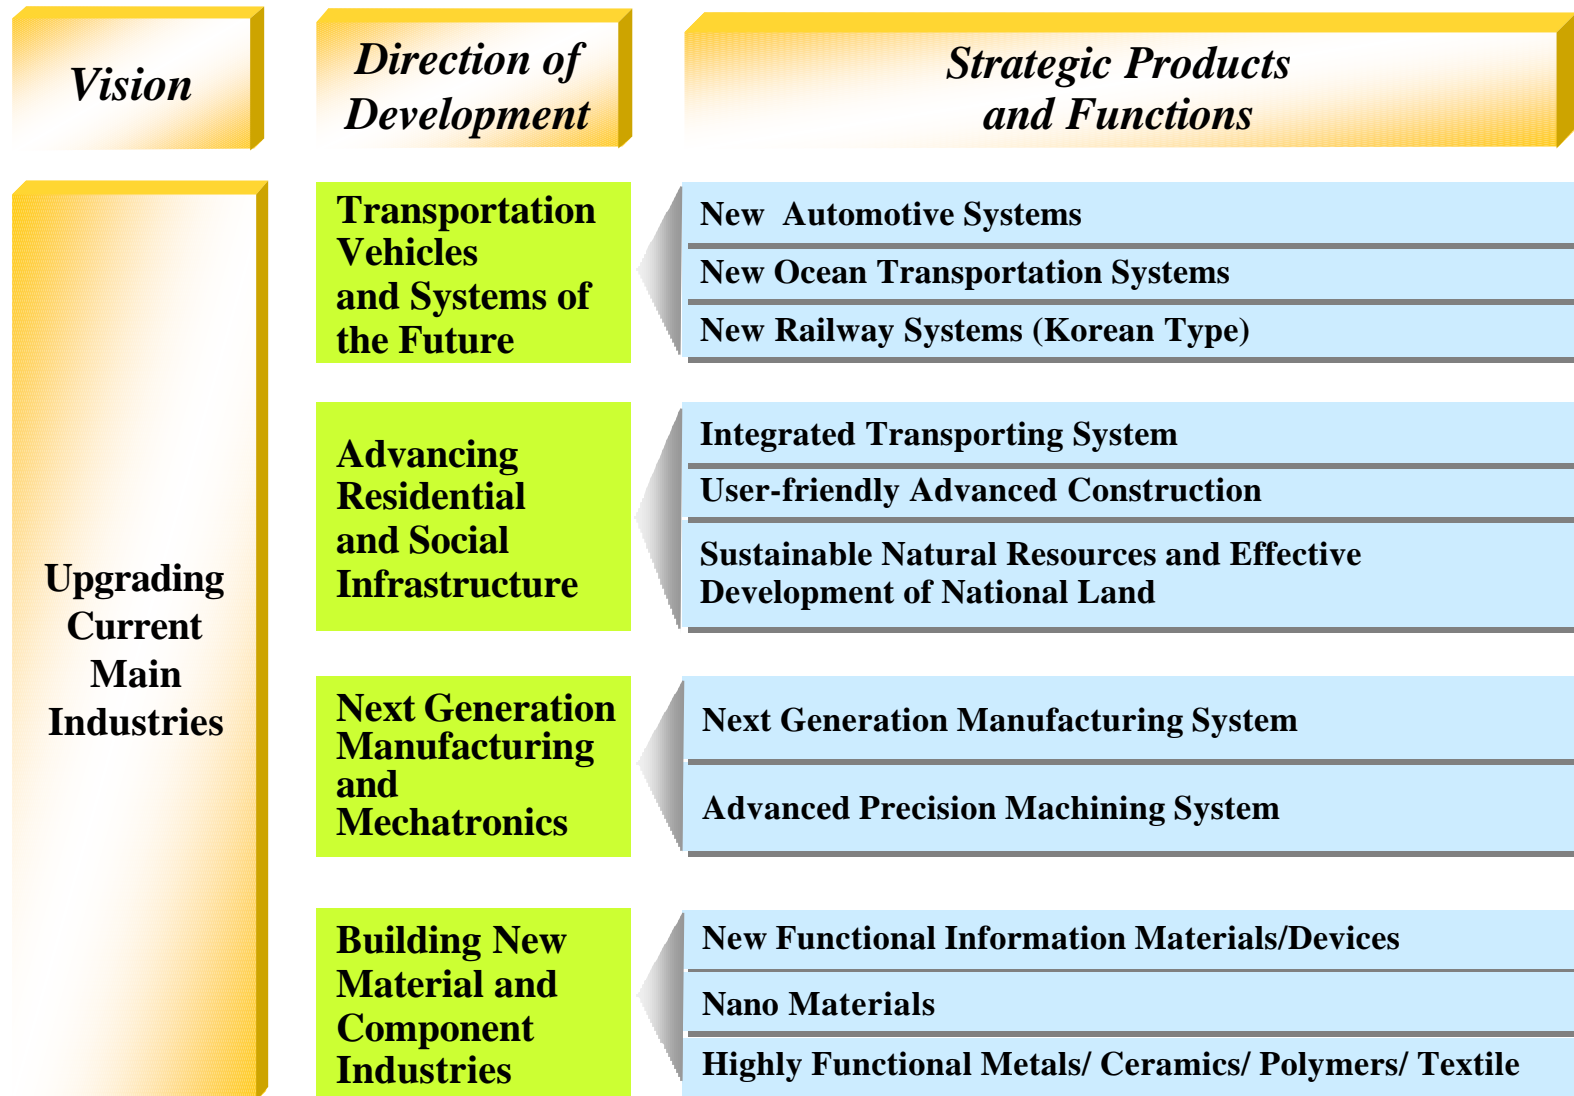 Vision
Direction of
Development
Strategic Products
and Functions
Upgrading
Current
Main
Industries
Transportation
Vehicles
and Systems of
the Future
New Automotive Systems
New Ocean Transportation Systems
New Railway Systems (Korean Type)
Advancing
Residential
and Social
Infrastructure
Integrated Transporting System
User-friendly Advanced Construction
Sustainable Natural Resources and Effective
Development of National Land
Next Generation
Manufacturing
and
Mechatronics
Next Generation Manufacturing System
Advanced Precision Machining System
Building New
Material and
Component
Industries
New Functional Information Materials/Devices
Nano Materials
Highly Functional Metals/ Ceramics/ Polymers/ Textile